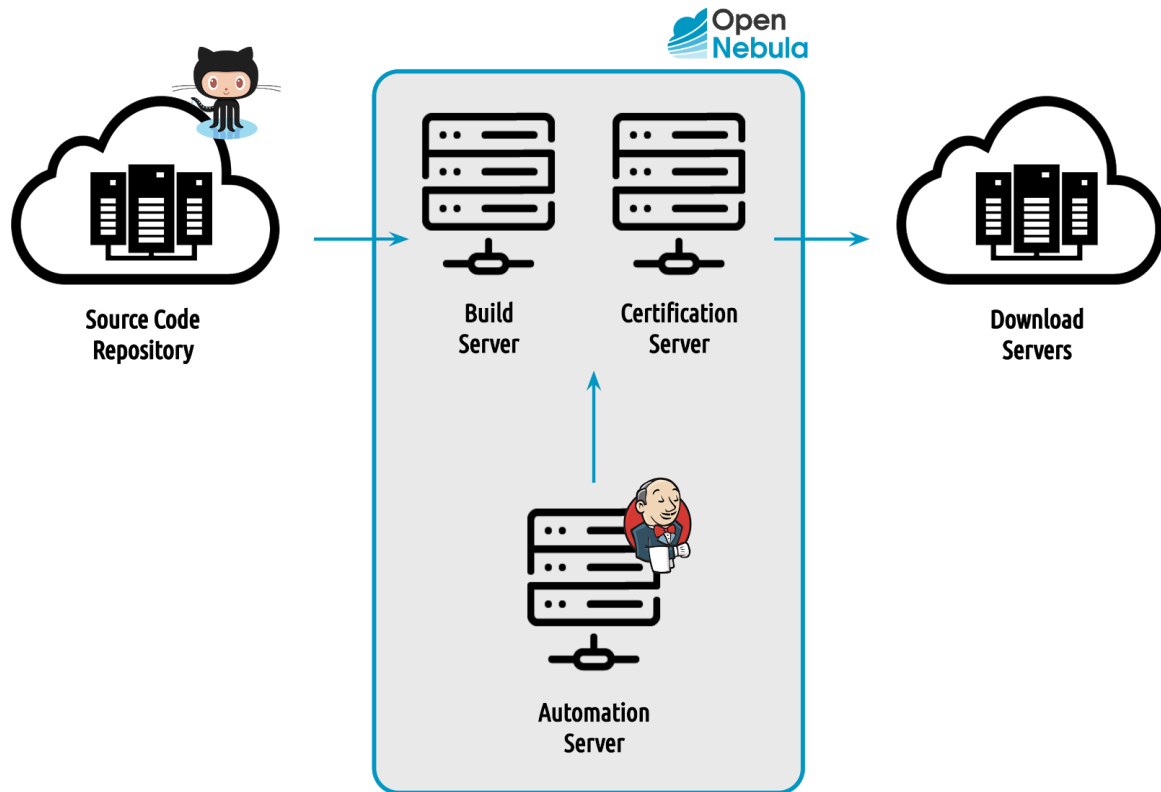 Open
Nebula
Source Code
Repository
Build
Server
Certification
Server
Download
Servers
Automation
Server